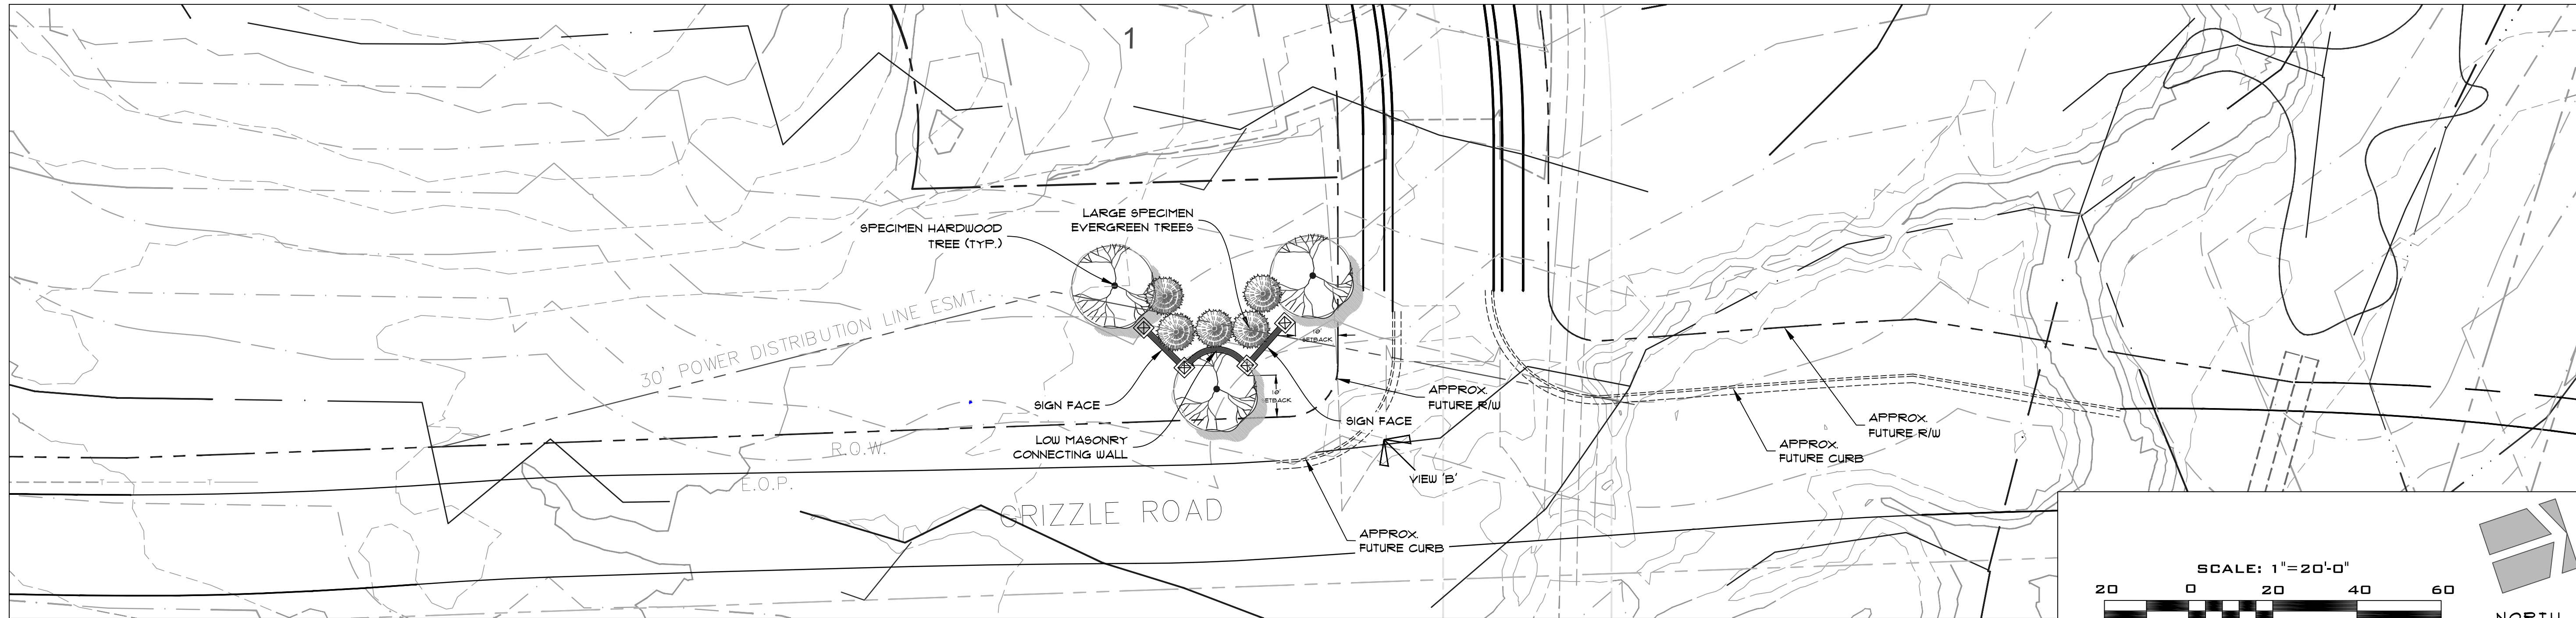 1
LARGE SPECIMEN
EVERGREEN TREES
SPECIMEN HARDWOOD
TREE (TYP.)
30' POWER DISTRIBUTION LINE ESMT.
10'
SETBACK
10'
SETBACK
SIGN FACE
APPROX.
FUTURE R/W
SIGN FACE
LOW MASONRY
CONNECTING WALL
R.O.W.
E.O.P.
VIEW 'B'
APPROX.
FUTURE R/W
APPROX.
FUTURE CURB
GRIZZLE ROAD
APPROX.
FUTURE CURB
T T
SCALE: 1"=20'-0"
20 0 20 40 60